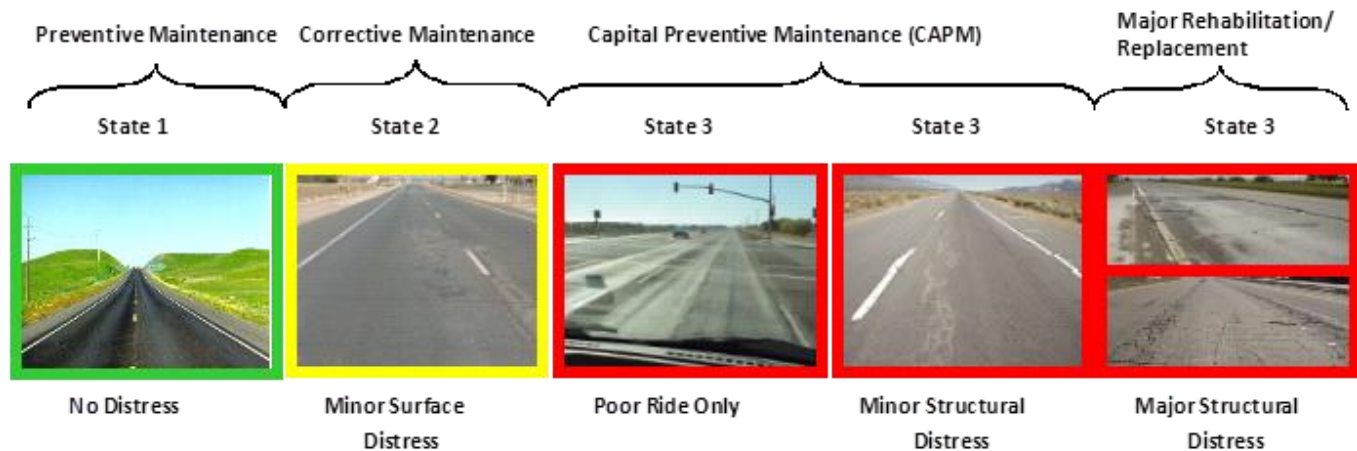 Preventive Maintenance
Corrective Maintenance
Capital Preventive Maintenance (CAPM)
Major Rehabilitation/
Replacement
State 1
State 2
State 3
State 3
State 3
No Distress
Minor Surface
Distress
Poor Ride Only
Minor Structural
Distress
Major Structural
Distress